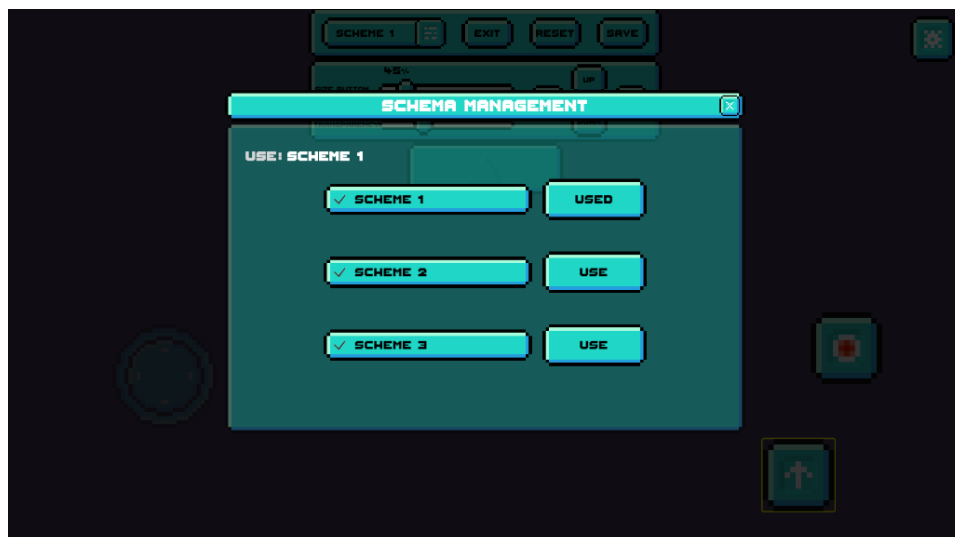 SCHEME 1
EXIT
RESET
SAVE
45%
UP
SCHEMA MANAGEMENT
USE: SCHEME 1
SCHEME 1
USED
SCHEME 2
USE
SCHEME 3
USE